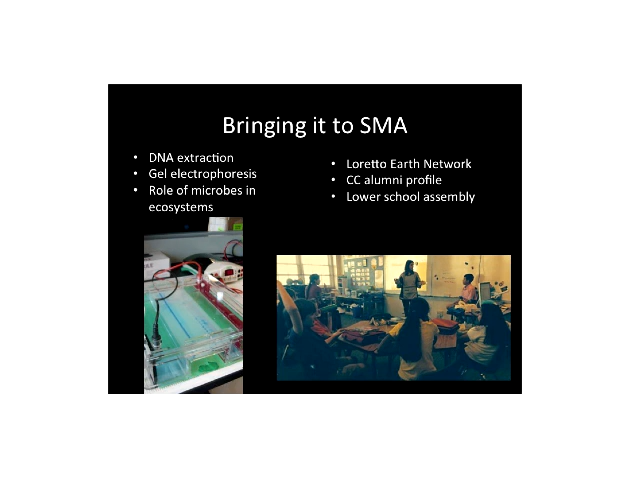 Bringing it to SMA
• DNA extraction
• Gel electrophoresis
• Role of microbes in
ecosystems
• Loretto Earth Network
• CC alumni profile
• Lower school assembly